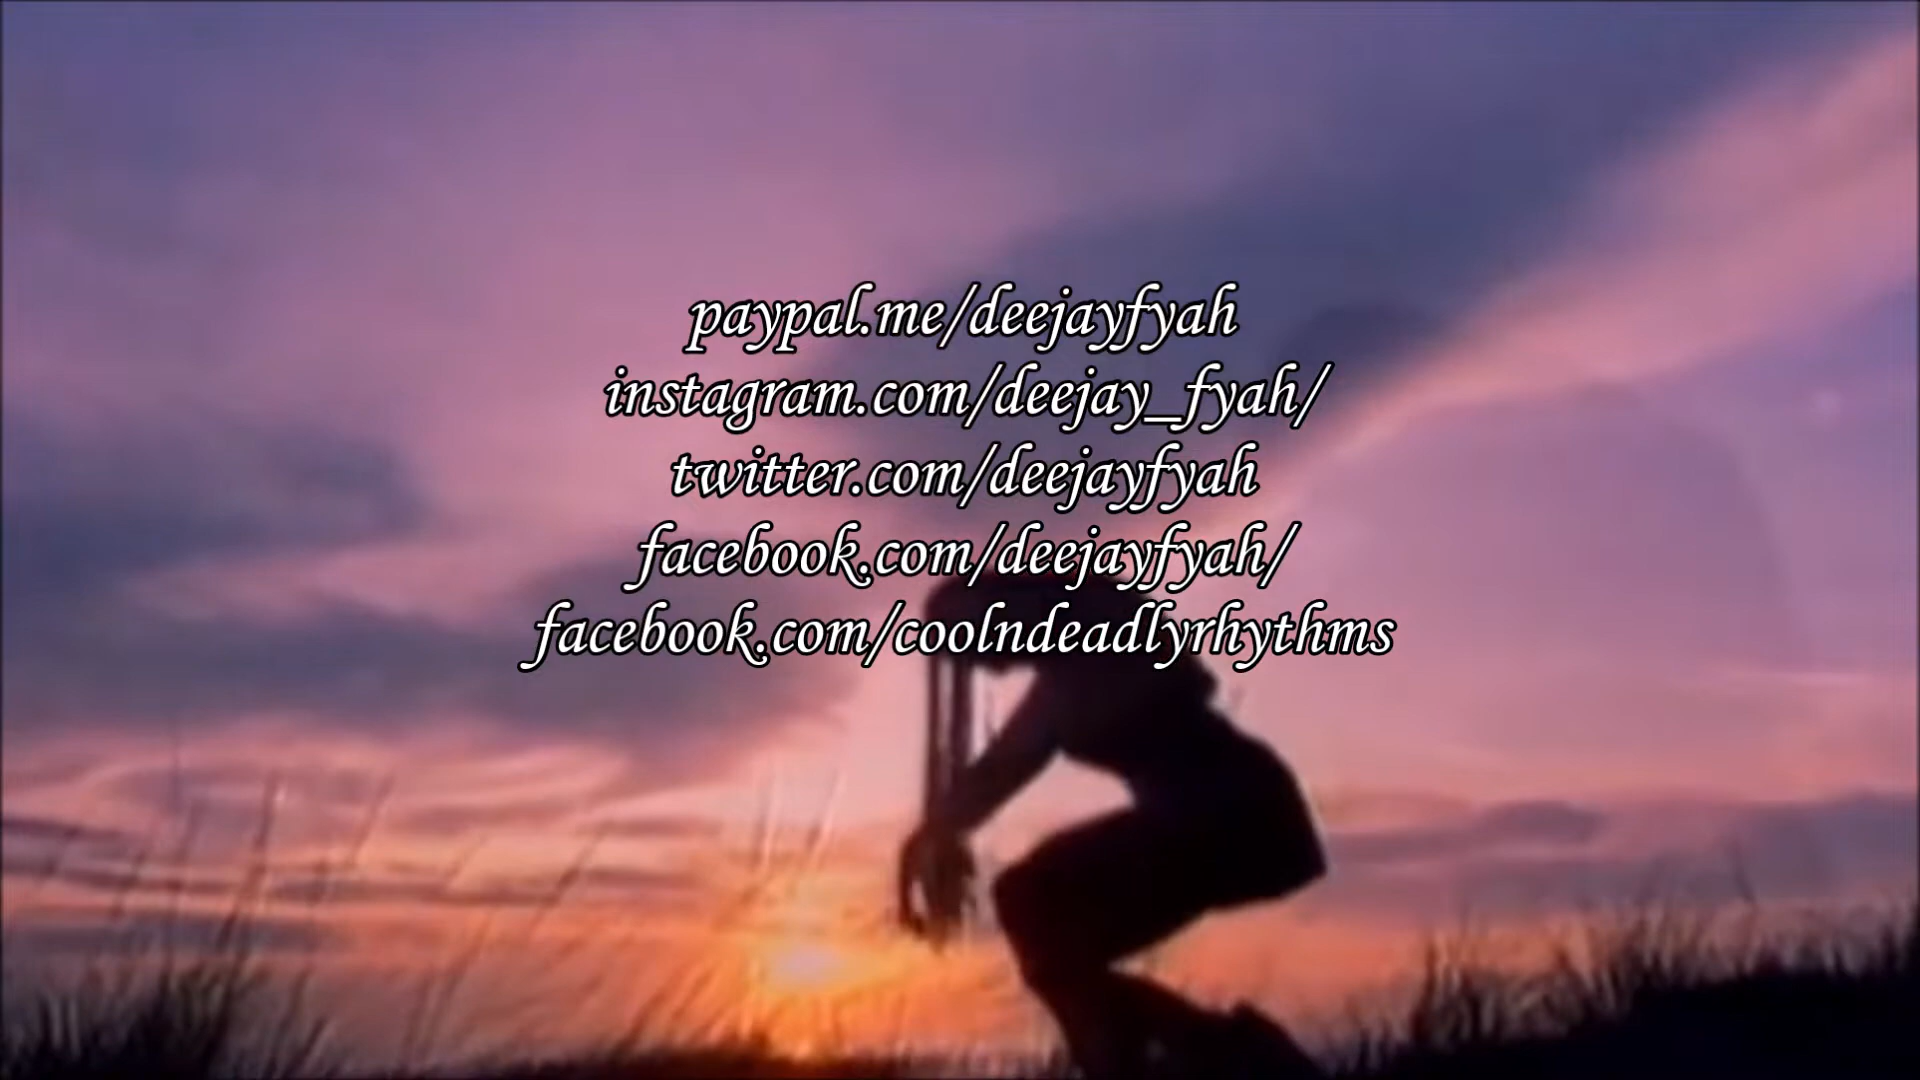 paypal.me/deejayfyah
instagram.com/deejay_fyah/
twitter.com/deejayfyah
facebook.com/deejayfyah/
facebook.com/coolndeadlyrhythms